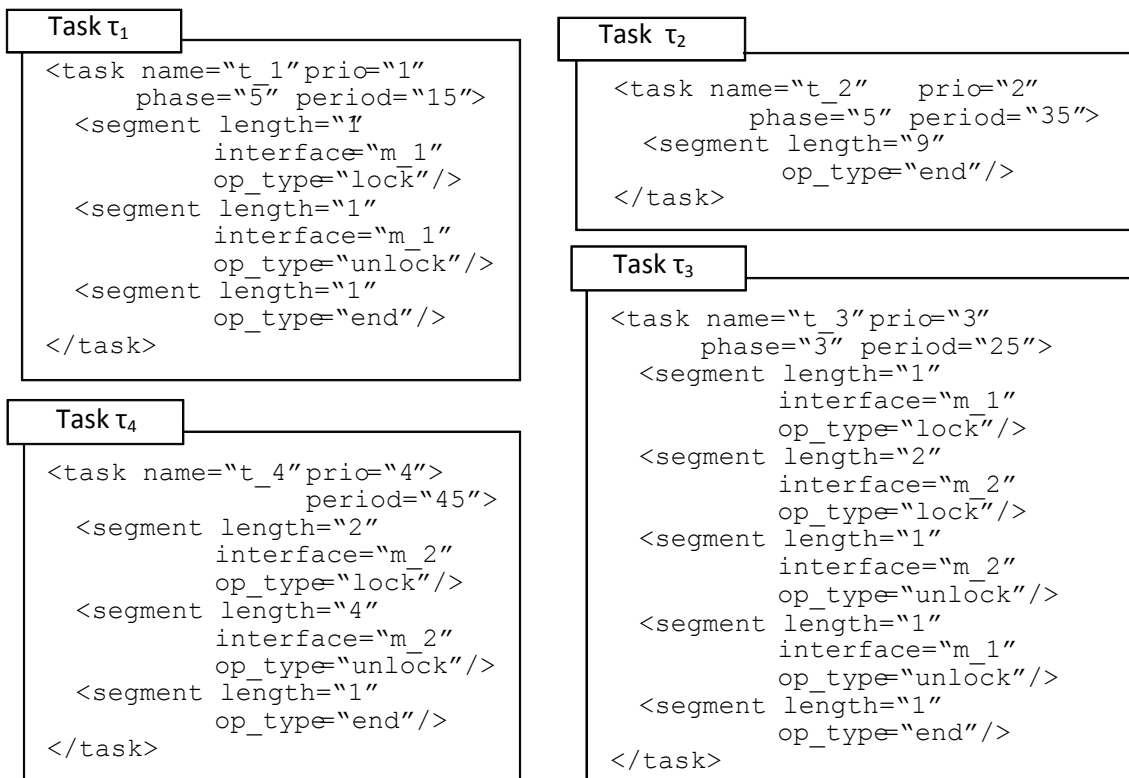 Task τ1
<task name="t_1"prio="1"
phase="5" period="15">
<segment length="1"
interface="m_1"
op_type="lock"/>
<segment length="1"
interface="m_1"
op_type="unlock"/>
<segment length="1"
op_type="end"/>
</task>
Task τ2
<task name="t_2" prio="2"
phase="5" period="35">
<segment length="9"
op_type="end"/>
</task>
Task τ3
<task name="t_3"prio="3"
phase="3" period="25">
<segment length="1"
interface="m_1"
op_type="lock"/>
<segment length="2"
interface="m_2"
op_type="lock"/>
<segment length="1"
interface="m_2"
op_type="unlock"/>
<segment length="1"
interface="m_1"
op_type="unlock"/>
<segment length="1"
op_type="end"/>
</task>
Task τ4
<task name="t_4"prio="4">
period="45">
<segment length="2"
interface="m_2"
op_type="lock"/>
<segment length="4"
interface="m_2"
op_type="unlock"/>
<segment length="1"
op_type="end"/>
</task>